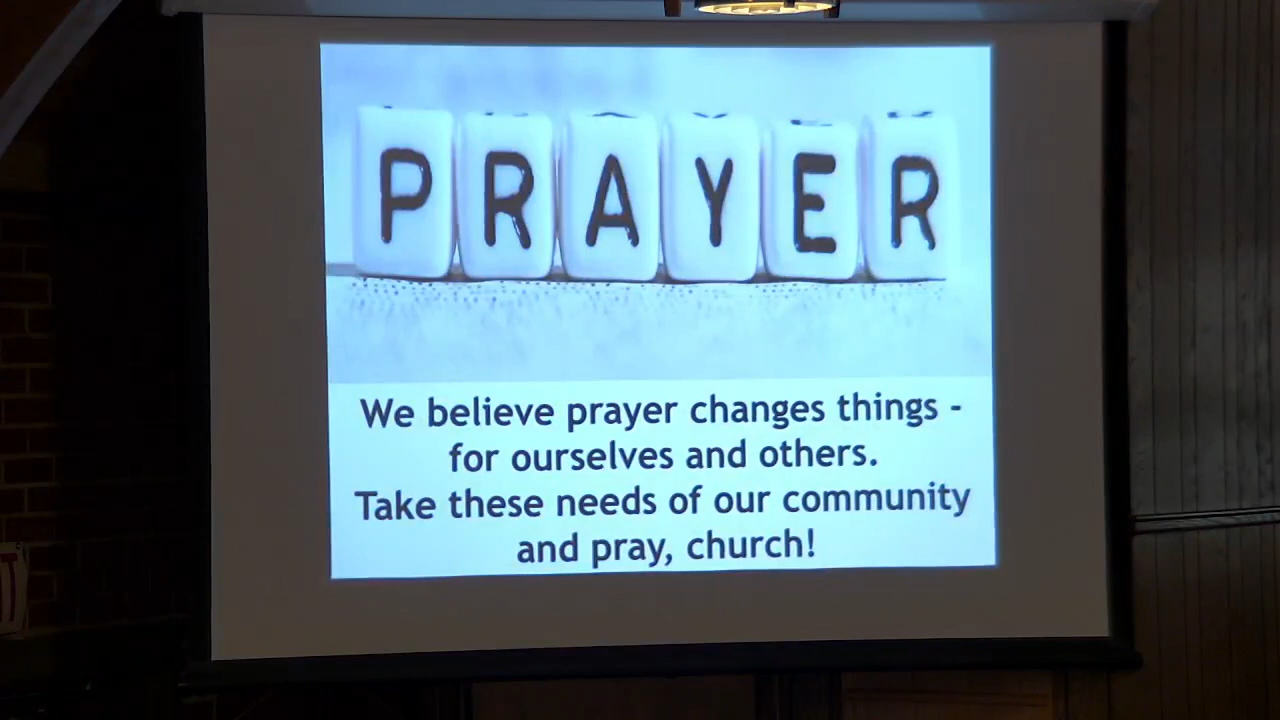 PRAYER
We believe prayer changes things -
for ourselves and others.
Take these needs of our community
and pray, church!